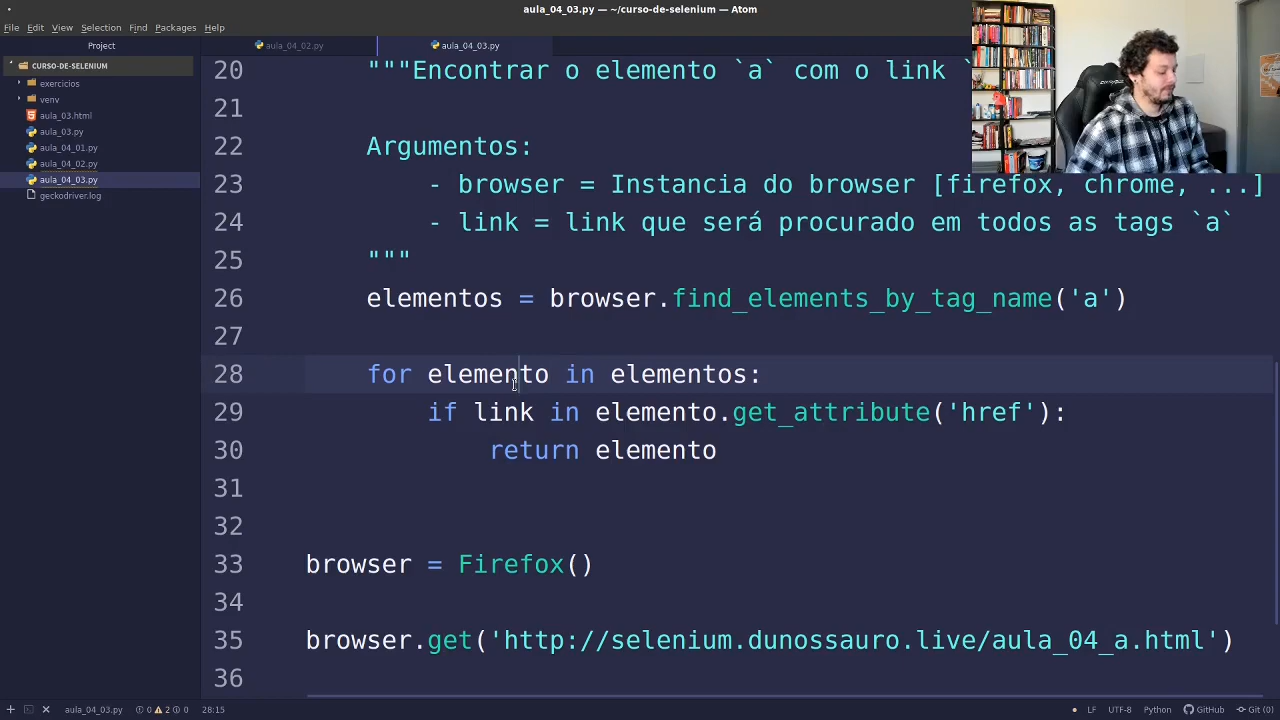 aula_04_03.py — ~/curso-de-selenium — Atom
File Edit View Selection Find Packages Help
Project
aula_04_02.py
aula_04_03.py
CURSO-DE-SELENIUM
exercicios
venv
aula_03.html
aula_03.py
aula_04_01.py
aula_04_02.py
aula_04_03.py
geckodriver.log
20 """Encontrar o elemento `a` com o link `
21
22 Argumentos:
23 - browser = Instancia do browser [firefox, chrome, ...]
24 - link = link que será procurado em todos as tags `a`
25 """
26 elementos = browser.find_elements_by_tag_name('a')
27
28 for elemento in elementos:
29 if link in elemento.get_attribute('href'):
30 return elemento
31
32
33 browser = Firefox()
34
35 browser.get('http://selenium.dunossauro.live/aula_04_a.html')
36
aula_04_03.py 0 2 0 28:15 LF UTF-8 Python GitHub Git (0)